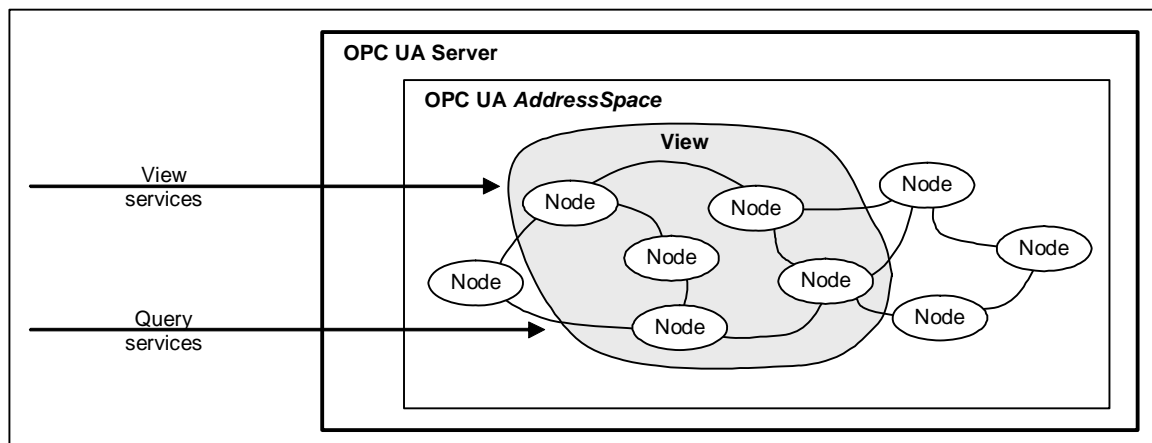 OPC UA Server
OPC UA AddressSpace
View
View
services
Node
Node
Node
Node
Node
Node
Node
Node
Node
Query
services